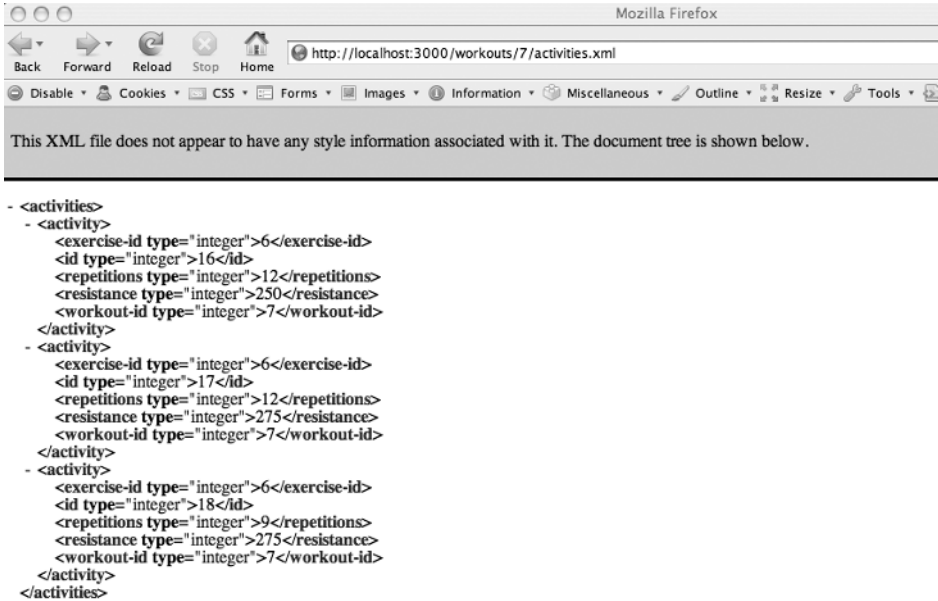 Mozilla Firefox
Back Forward Reload Stop Home http://localhost:3000/workouts/7/activities.xml
Disable Cookies CSS Forms Images Information Miscellaneous Outline Resize Tools
This XML file does not appear to have any style information associated with it. The document tree is shown below.
- <activities>
- <activity>
<exercise-id type="integer">6</exercise-id>
<id type="integer">16</id>
<repetitions type="integer">12</repetitions>
<resistance type="integer">250</resistance>
<workout-id type="integer">7</workout-id>
</activity>
- <activity>
<exercise-id type="integer">6</exercise-id>
<id type="integer">17</id>
<repetitions type="integer">12</repetitions>
<resistance type="integer">275</resistance>
<workout-id type="integer">7</workout-id>
</activity>
- <activity>
<exercise-id type="integer">6</exercise-id>
<id type="integer">18</id>
<repetitions type="integer">9</repetitions>
<resistance type="integer">275</resistance>
<workout-id type="integer">7</workout-id>
</activity>
</activities>